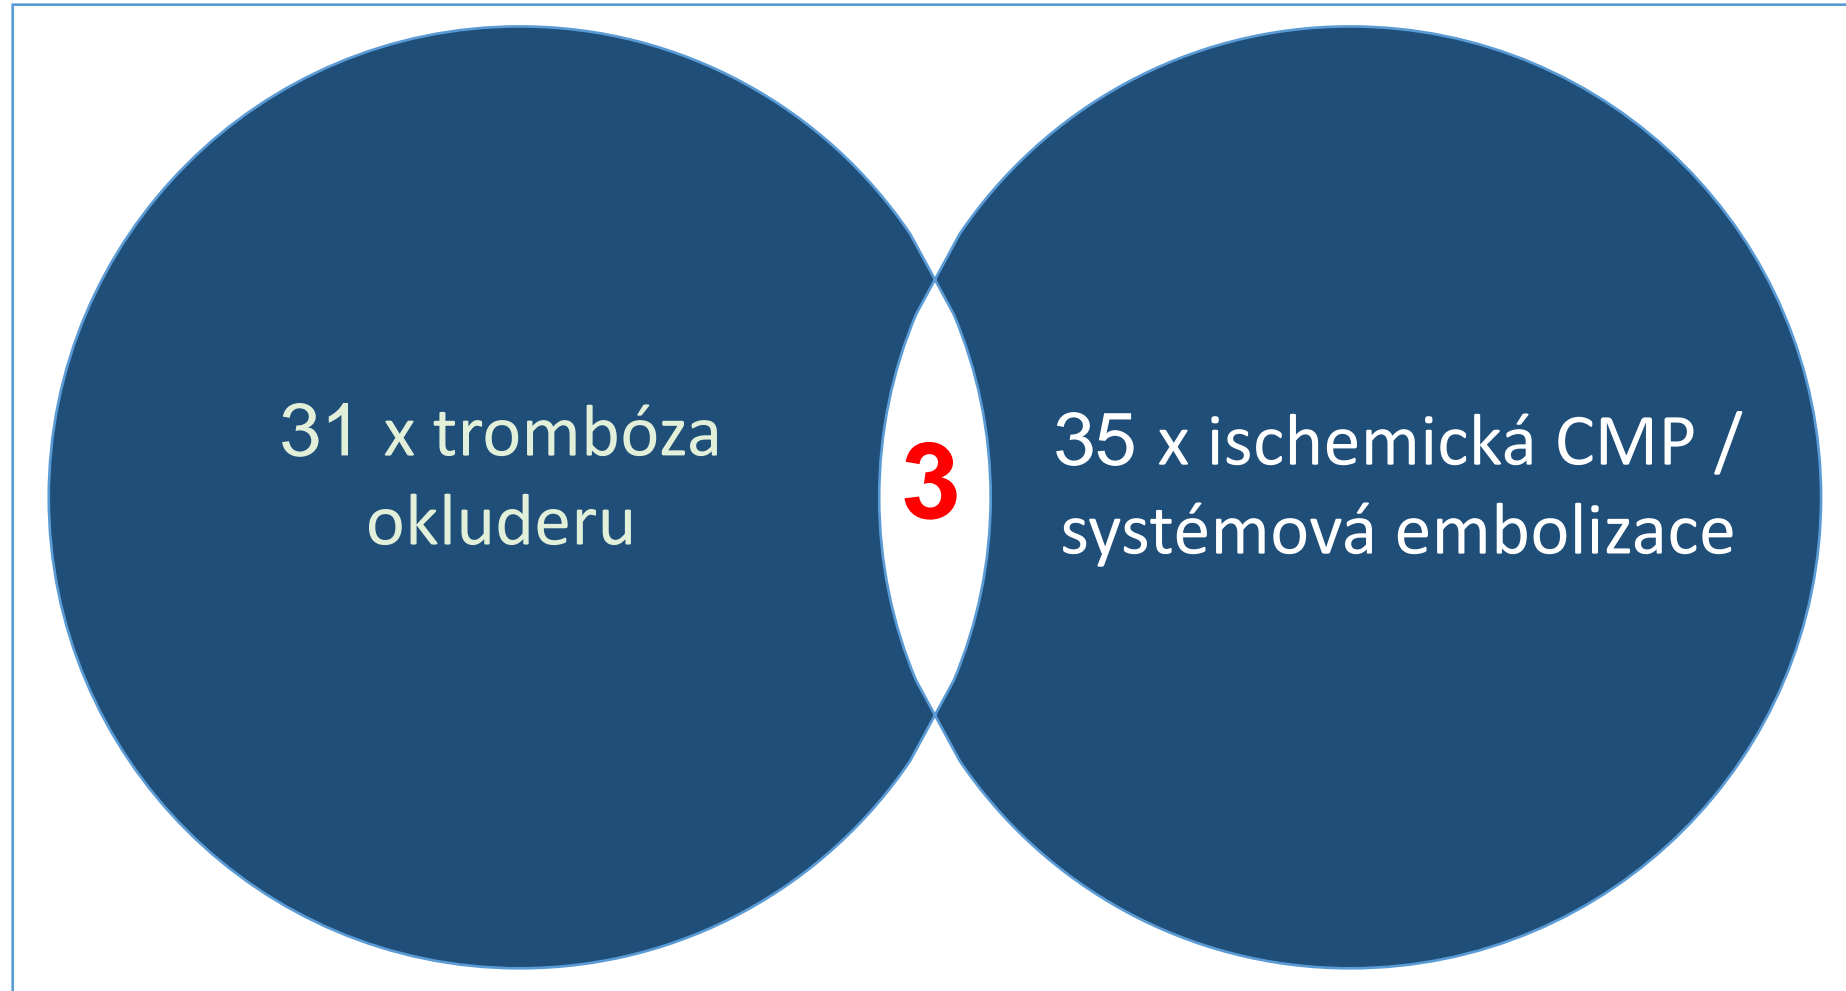 31 x trombóza
okluderu
3
35 x ischemická CMP /
systémová embolizace